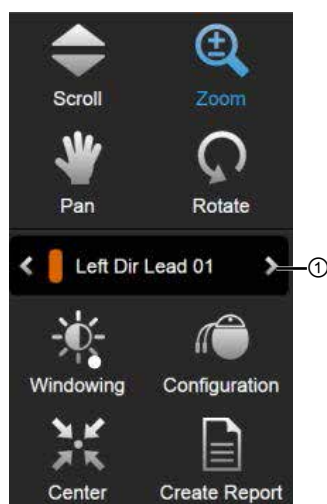 Scroll Zoom
Pan Rotate
Left Dir Lead 01 ①
Windowing Configuration
Center Create Report